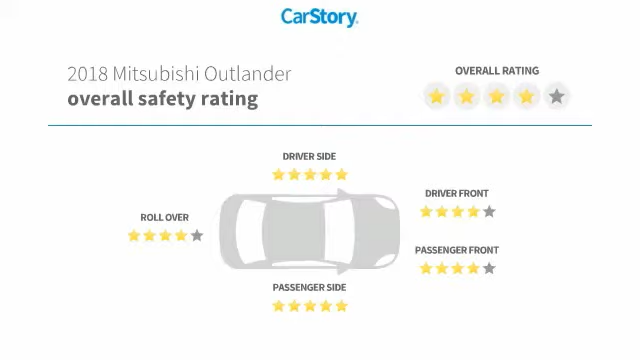 CarStory.
2018 Mitsubishi Outlander
overall safety rating
OVERALL RATING
DRIVER SIDE
DRIVER FRONT
ROLL OVER
PASSENGER FRONT
PASSENGER SIDE